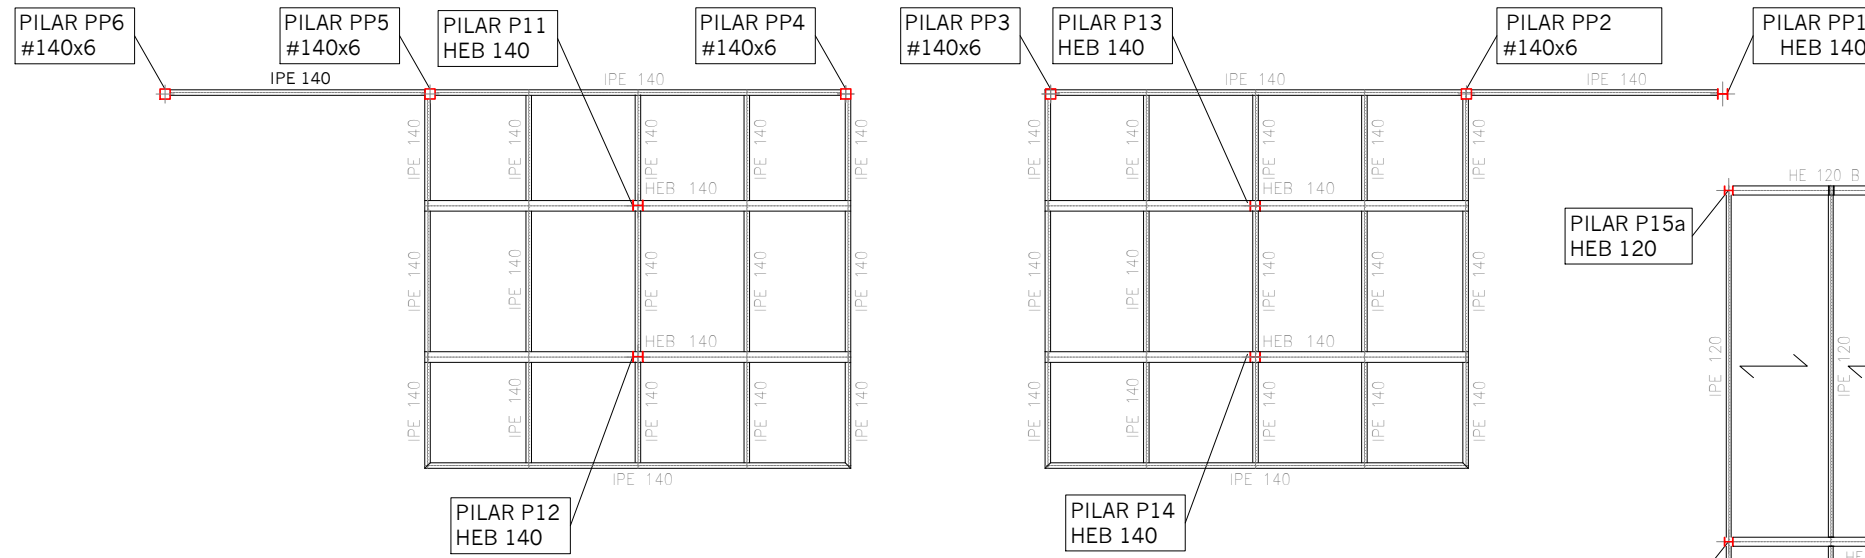 PILAR PP6
#140x6
PILAR PP5
#140x6
PILAR P11
HEB 140
PILAR PP4
#140x6
PILAR PP3
#140x6
PILAR P13
HEB 140
PILAR PP2
#140x6
PILAR PP1
HEB 140
IPE 140
IPE 140
IPE 140
IPE 140
IPE 140
IPE 140
IPE 140
IPE 140
IPE 140
IPE 140
IPE 140
IPE 140
IPE 140
IPE 140
HEB 140
HEB 140
HE 120 B
PILAR P15a
HEB 120
IPE 140
IPE 140
IPE 140
IPE 140
IPE 140
IPE 140
IPE 140
IPE 140
IPE 140
IPE 140
HEB 140
HEB 140
IPE 120
IPE 120
IPE 140
IPE 140
IPE 140
IPE 140
IPE 140
IPE 140
IPE 140
IPE 140
IPE 140
IPE 140
IPE 140
IPE 140
PILAR P12
HEB 140
PILAR P14
HEB 140
HE